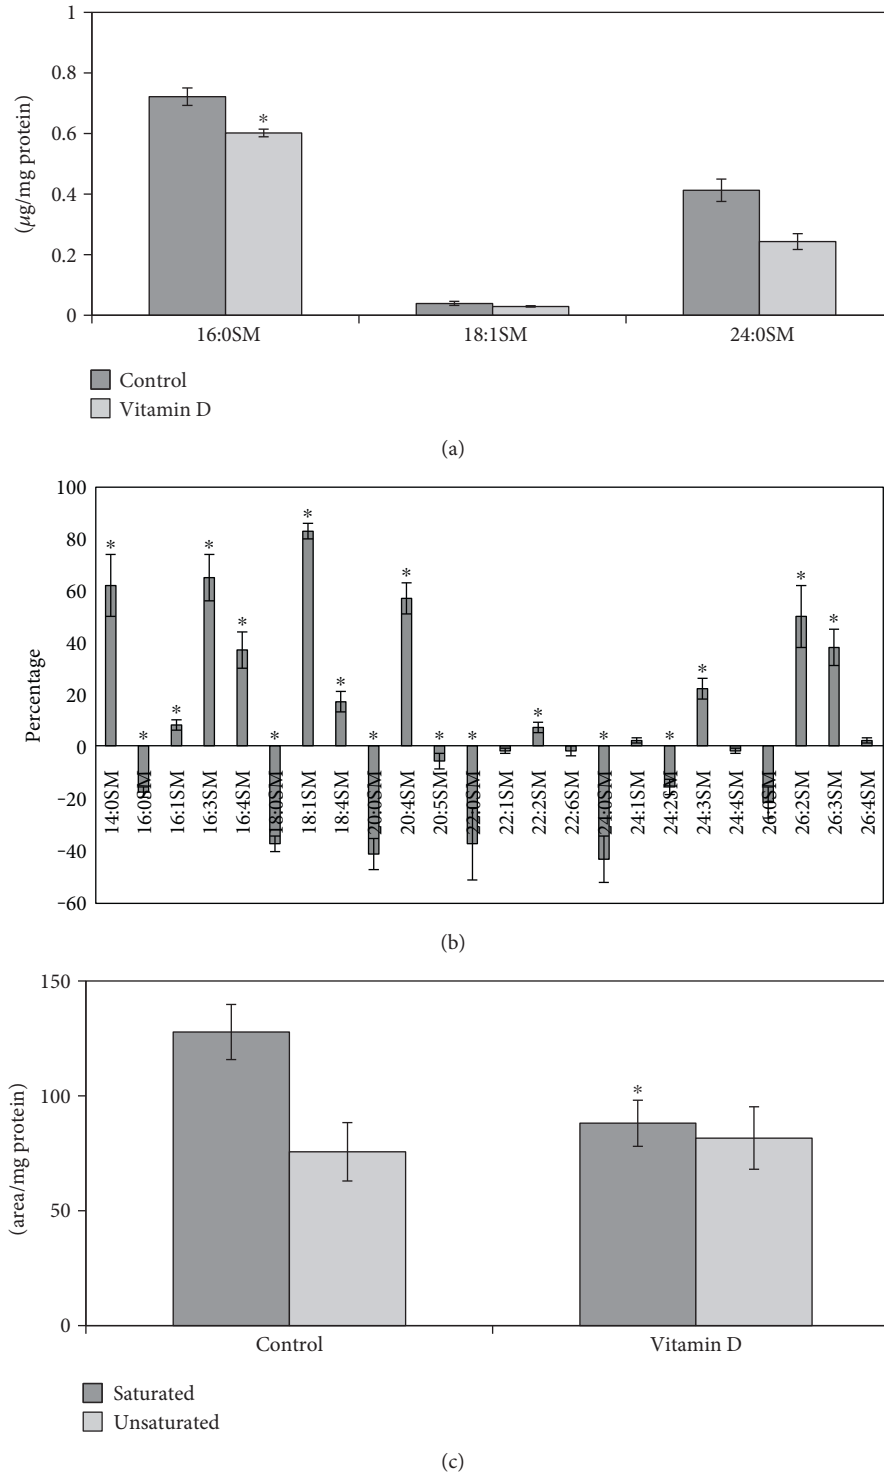 1
0.8
0.6
0.4
0.2
0
(µg/mg protein)
*
16:0SM 18:1SM 24:0SM
Control
Vitamin D
(a)
100
80
60
40
20
0
-20
-40
-60
Percentage
* * * * * * * * * * * * * * * * * *
14:0SM
16:0SM
16:1SM
16:3SM
16:4SM
18:0SM
18:1SM
18:4SM
20:0SM
20:4SM
20:5SM
22:0SM
22:1SM
22:2SM
22:6SM
24:0SM
24:1SM
24:2SM
24:3SM
24:4SM
26:0SM
26:2SM
26:3SM
26:4SM
(b)
150
100
50
0
(area/mg protein)
*
Control Vitamin D
Saturated
Unsaturated
(c)